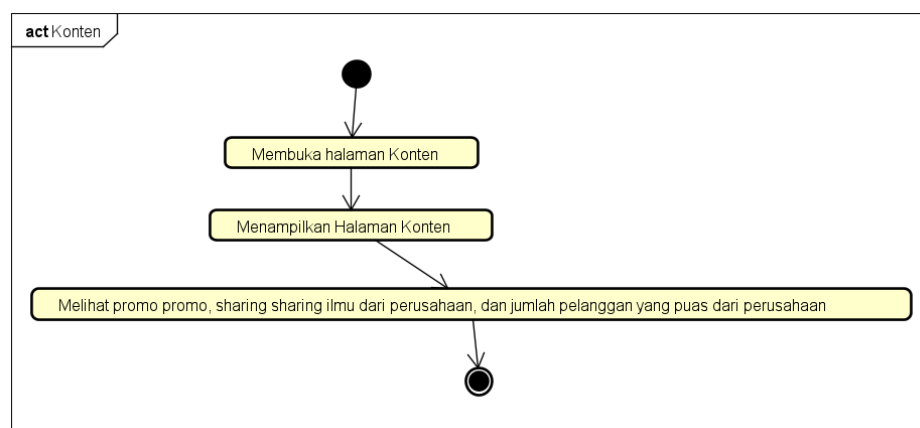 act Konten
Membuka halaman Konten
Menampilkan Halaman Konten
Melihat promo promo, sharing sharing ilmu dari perusahaan, dan jumlah pelanggan yang puas dari perusahaan